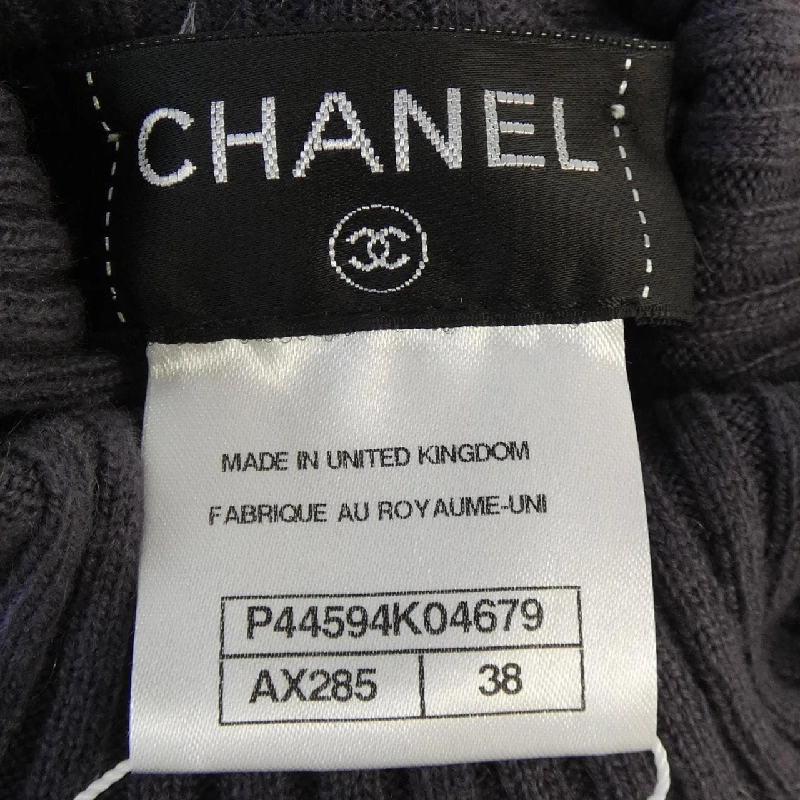 CHANEL
MADE IN UNITED KINGDOM
FABRIQUE AU ROYAUME-UNI
P44594K04679
AX285 38